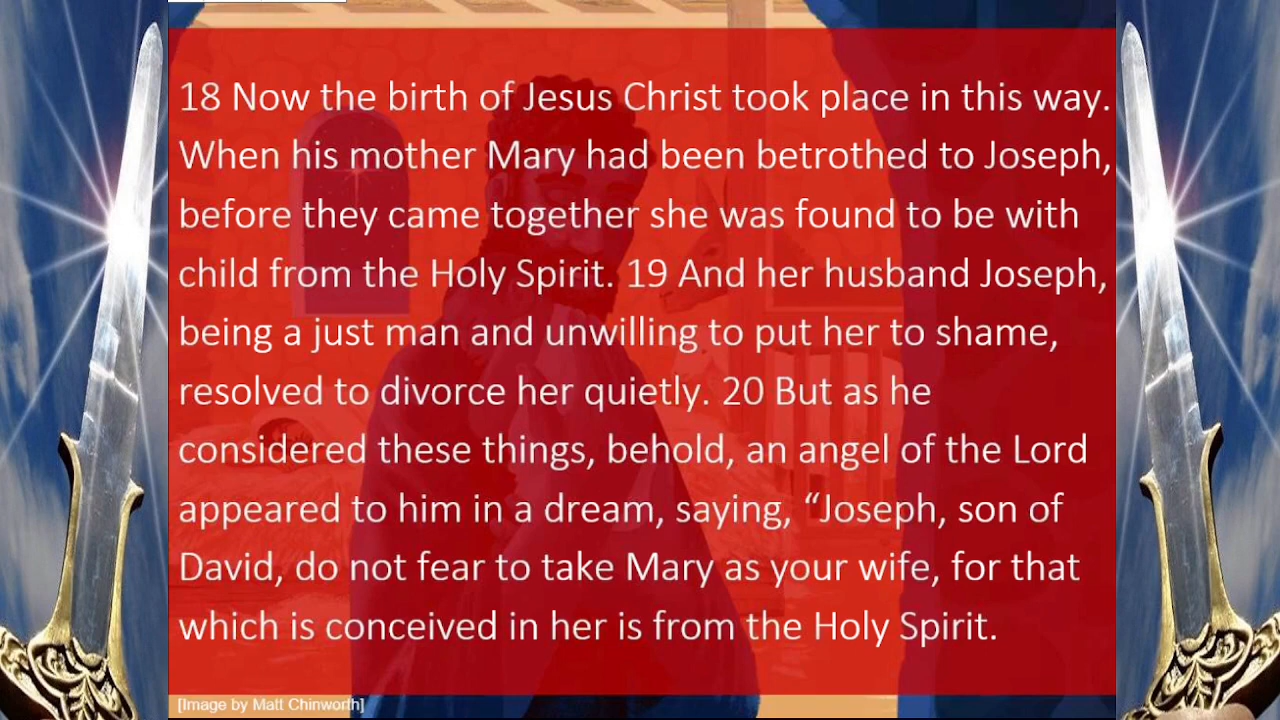 18 Now the birth of Jesus Christ took place in this way.
When his mother Mary had been betrothed to Joseph,
before they came together she was found to be with
child from the Holy Spirit. 19 And her husband Joseph,
being a just man and unwilling to put her to shame,
resolved to divorce her quietly. 20 But as he
considered these things, behold, an angel of the Lord
appeared to him in a dream, saying, “Joseph, son of
David, do not fear to take Mary as your wife, for that
which is conceived in her is from the Holy Spirit.
[Image by Matt Chinworth]